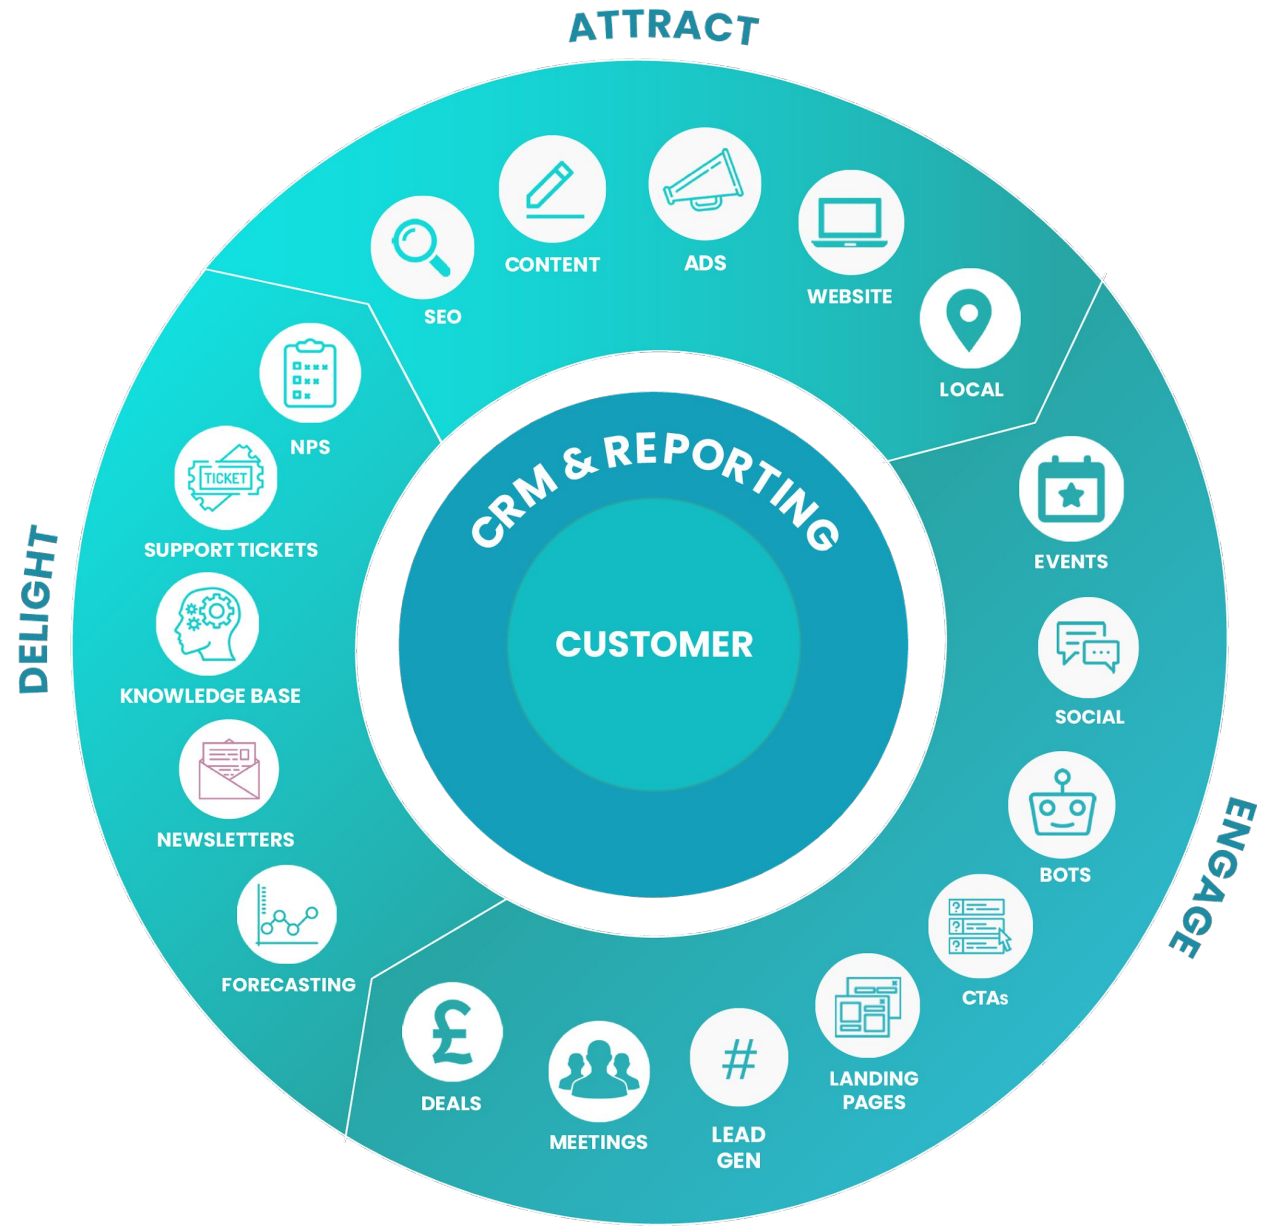 ATTRACT
SEO
CONTENT
ADS
WEBSITE
LOCAL
ENGAGE
EVENTS
SOCIAL
BOTS
CTAs
LANDING
PAGES
LEAD
GEN
#
MEETINGS
DEALS
£
DELIGHT
FORECASTING
NEWSLETTERS
KNOWLEDGE BASE
SUPPORT TICKETS
TICKET
NPS
CRM & REPORTING
CUSTOMER
?
?
?